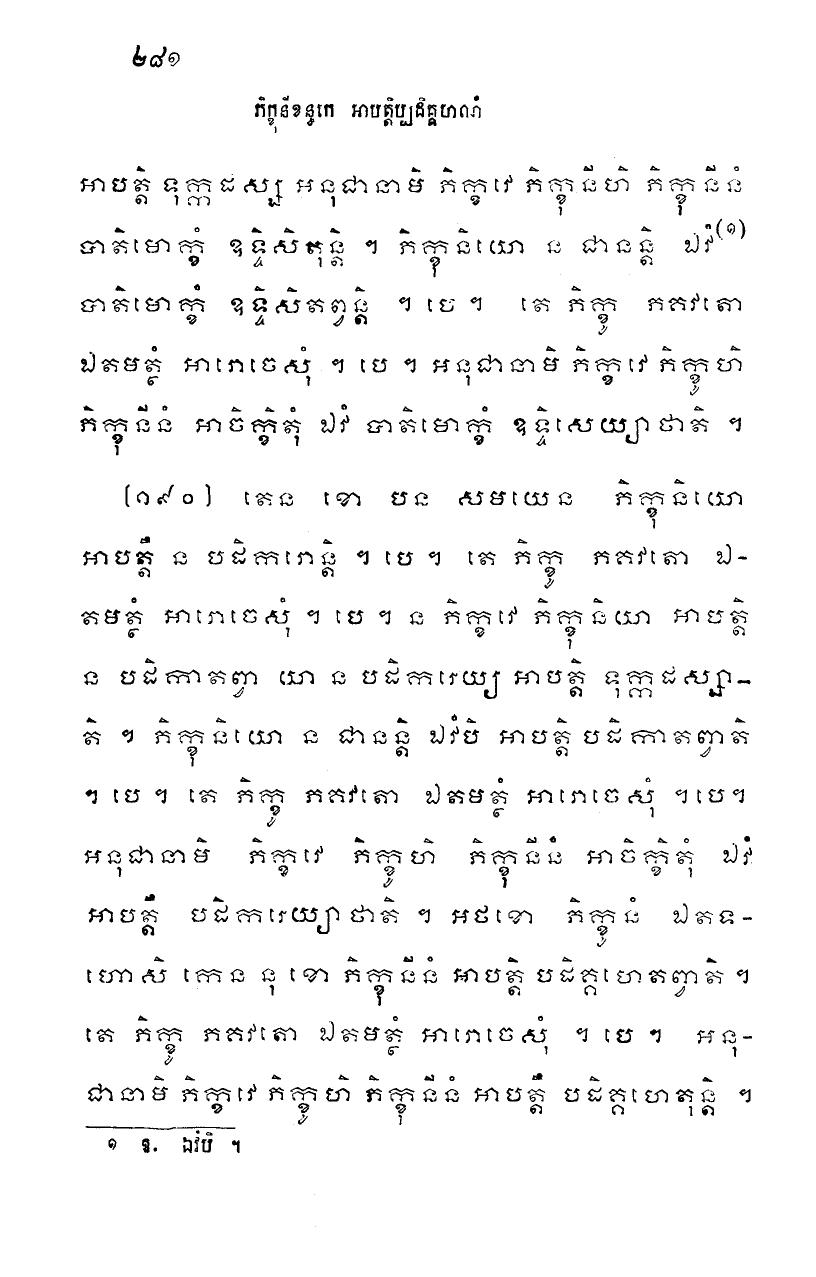 ២៨១
ភិក្ខុនីខន្ធកេ អាបត្តិប្បដិគ្គហណំ
អាបត្តិ ទុក្កដស្ស អនុជានាមិ ភិក្ខវេ ភិក្ខុនីហិ ភិក្ខុនីនំ
បាតិមោក្ខំ ឧទ្ទិសិតុន្តិ ។ ភិក្ខុនិយោ ន ជានន្តិ ឯវំ(១)
បាតិមោក្ខំ ឧទ្ទិសិតព្វន្តិ ។ បេ ។ តេ ភិក្ខូ ភគវតោ
ឯតមត្ថំ អារោចេសុំ ។ បេ ។ អនុជានាមិ ភិក្ខវេ ភិក្ខូហិ
ភិក្ខុនីនំ អាចិក្ខិតុំ ឯវំ បាតិមោក្ខំ ឧទ្ទិសេយ្យាថាតិ ។
(១៩០) តេន ខោ បន សមយេន ភិក្ខុនិយោ
អាបត្តឹ ន បដិករោន្តិ ។ បេ ។ តេ ភិក្ខូ ភគវតោ ឯ-
តមត្ថំ អារោចេសុំ ។ បេ ។ ន ភិក្ខវេ ភិក្ខុនិយា អាបត្តិ
ន បដិកាតព្វា យា ន បដិករេយ្យ អាបត្តិ ទុក្កដស្សា-
តិ ។ ភិក្ខុនិយោ ន ជានន្តិ ឯវំបិ អាបត្តិ បដិកាតព្វាតិ
។ បេ ។ តេ ភិក្ខូ ភគវតោ ឯតមត្ថំ អារោចេសុំ ។ បេ។
អនុជានាមិ ភិក្ខវេ ភិក្ខូហិ ភិក្ខុនីនំ អាចិក្ខិតុំ ឯវំ
អាបត្តឹ បដិករេយ្យាថាតិ ។ អថខោ ភិក្ខូនំ ឯតទ-
ហោសិ កេន នុ ខោ ភិក្ខុនីនំ អាបត្តិ បដិគ្គហេតព្វាតិ ។
តេ ភិក្ខូ ភគវតោ ឯតមត្ថំ អារោចេសុំ ។ បេ ។ អនុ-
ជានាមិ ភិក្ខវេ ភិក្ខូហិ ភិក្ខុនីនំ អាបត្តឹ បដិគ្គហេតុន្តិ ។
១ ឱ. ឯវំបិ ។